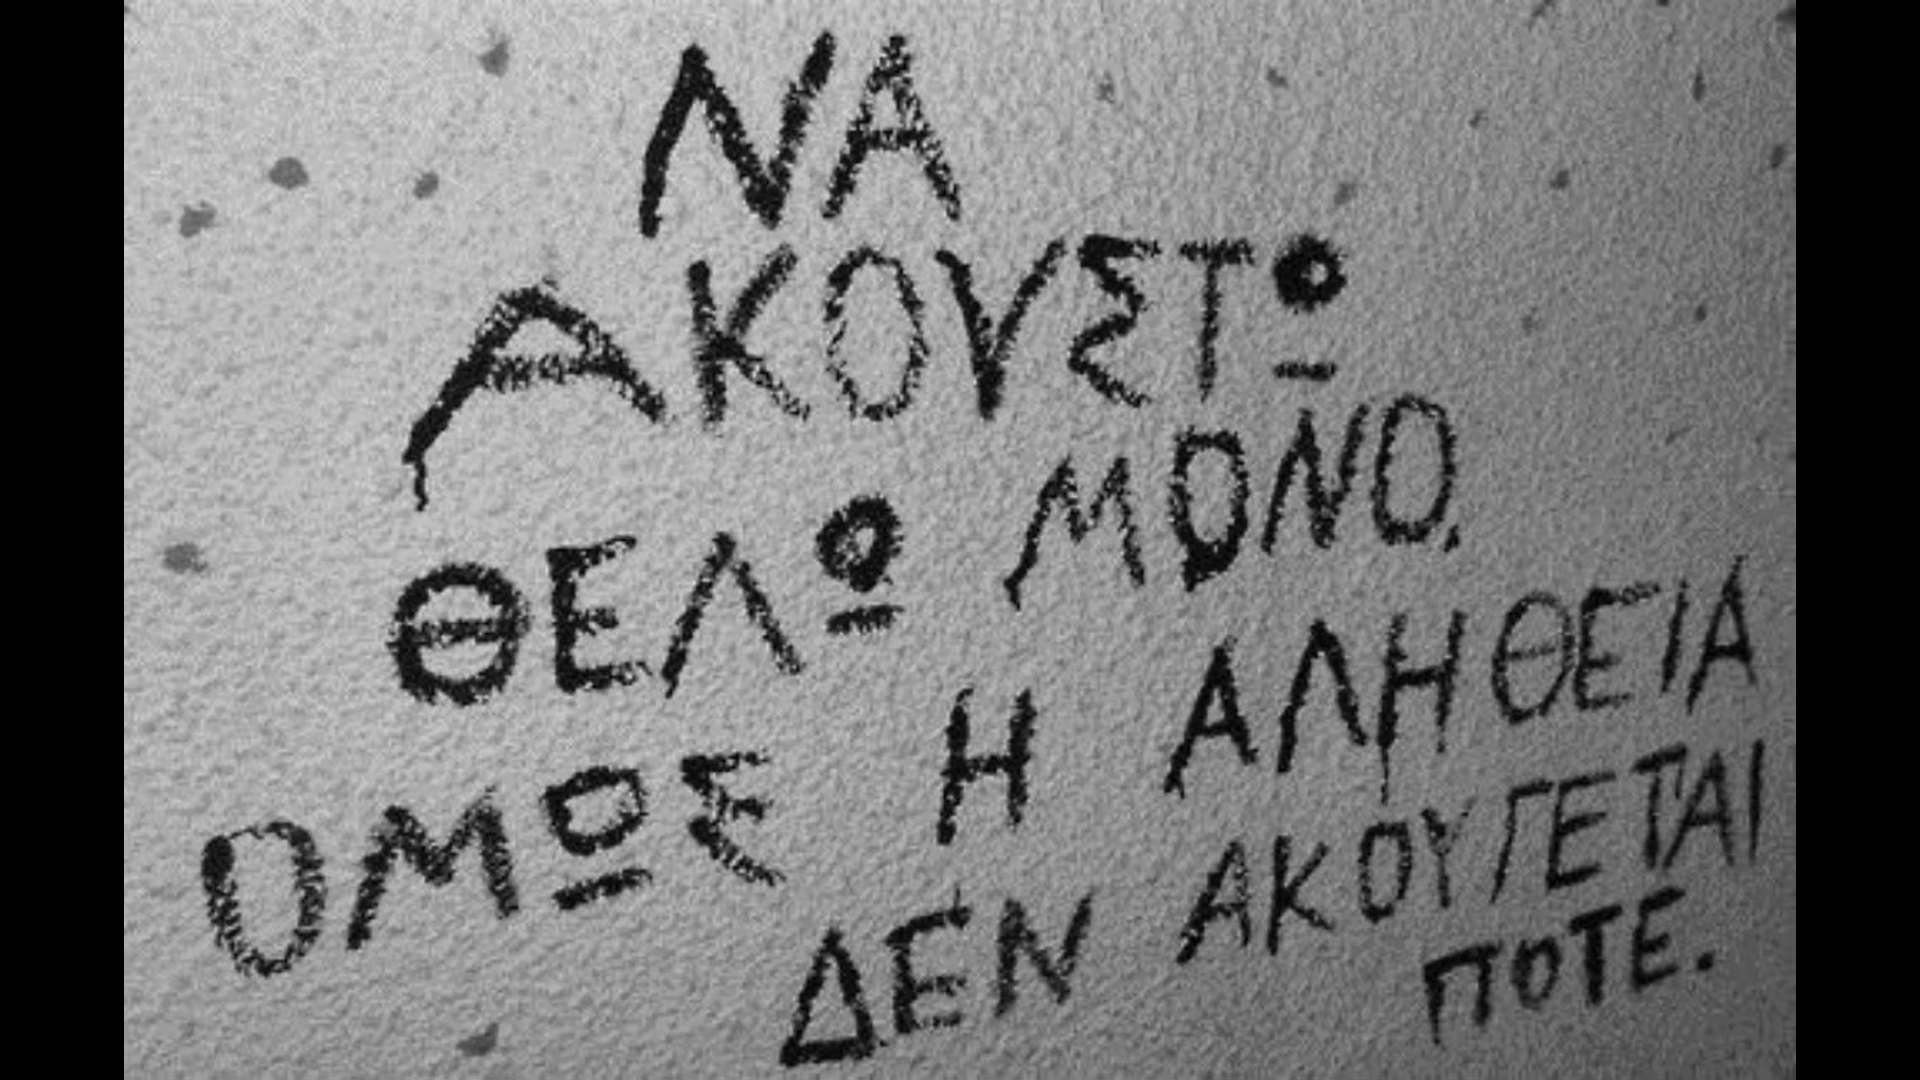 ΝΑ
ΑΚΟΥΣΤΩ
ΘΕΛΩ ΜΟΝΟ.
ΟΜΩΣ Η ΑΛΗΘΕΙΑ
ΔΕΝ ΑΚΟΥΓΕΤΑΙ
ΠΟΤΕ.